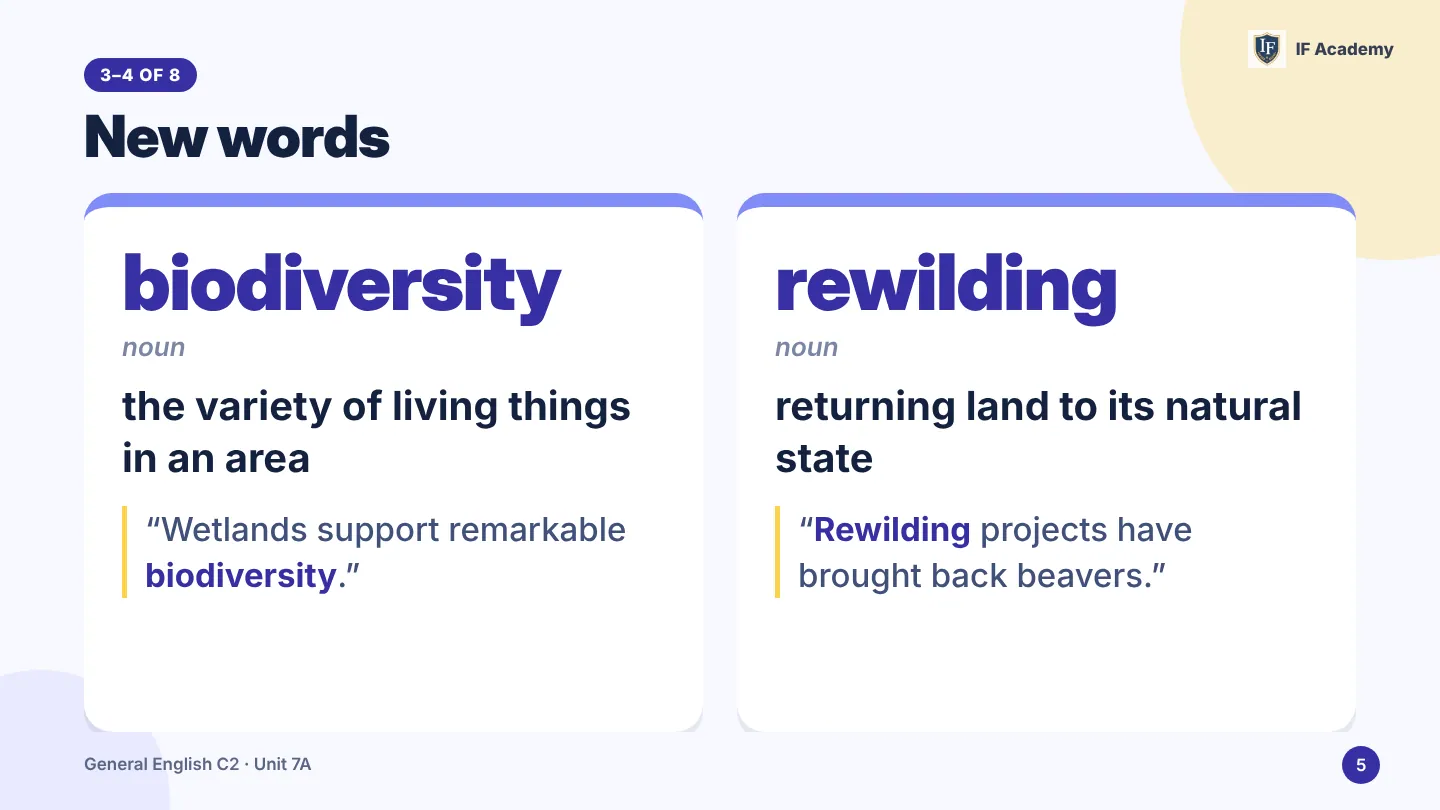 IF
IF Academy
3–4 OF 8
New words
biodiversity
noun
the variety of living things
in an area
“Wetlands support remarkable
biodiversity.”
rewilding
noun
returning land to its natural
state
“Rewilding projects have
brought back beavers.”
General English C2 · Unit 7A
5